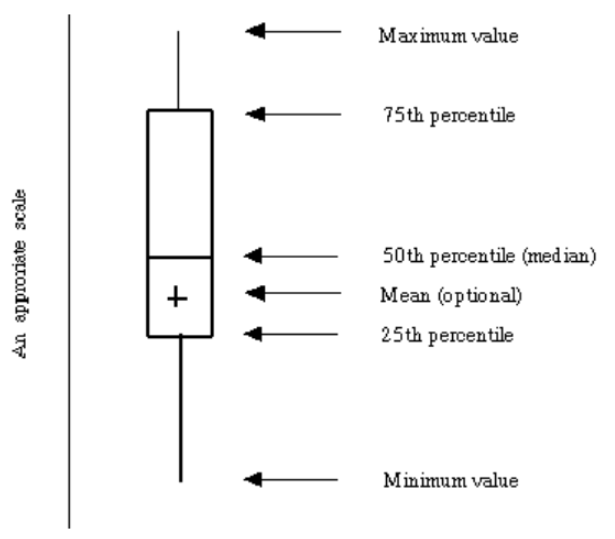 Maximum value
75th percentile
An approriate scale
50th percentile (median)
Mean (optional)
25th percentile
Minimum value